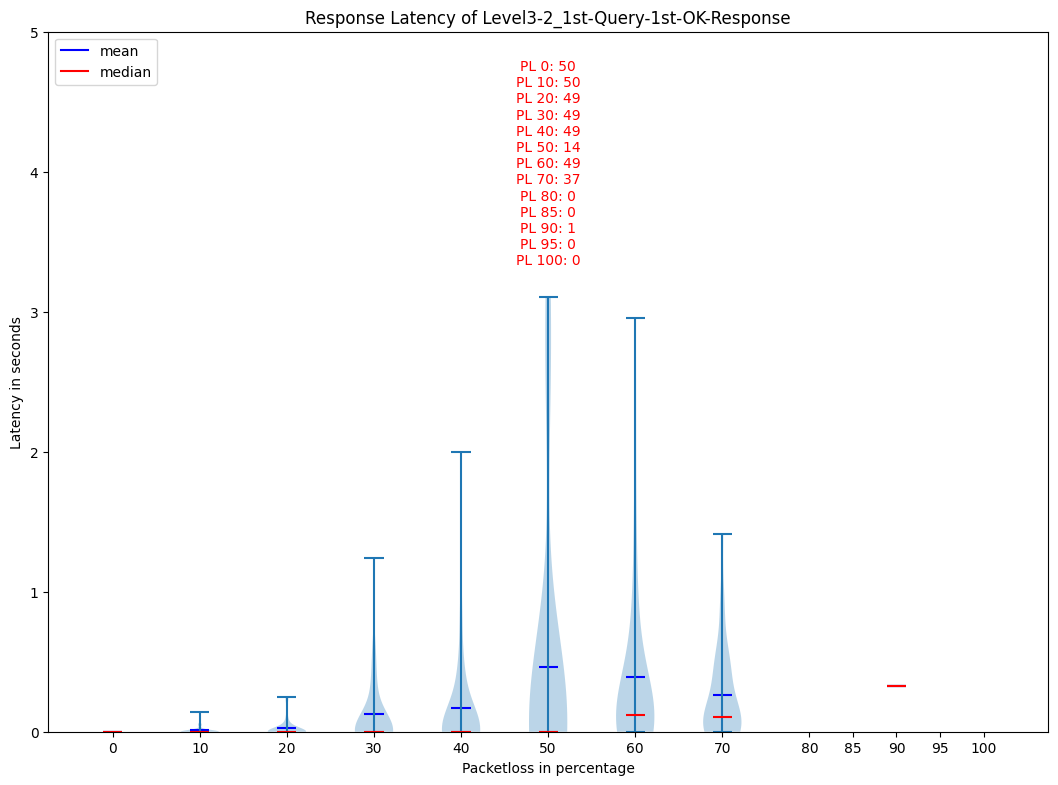 Response Latency of Level3-2_1st-Query-1st-OK-Response
mean
median
PL 0: 50
PL 10: 50
PL 20: 49
PL 30: 49
PL 40: 49
PL 50: 14
PL 60: 49
PL 70: 37
PL 80: 0
PL 85: 0
PL 90: 1
PL 95: 0
PL 100: 0
Latency in seconds
5
4
3
2
1
0
0 10 20 30 40 50 60 70 80 85 90 95 100
Packetloss in percentage